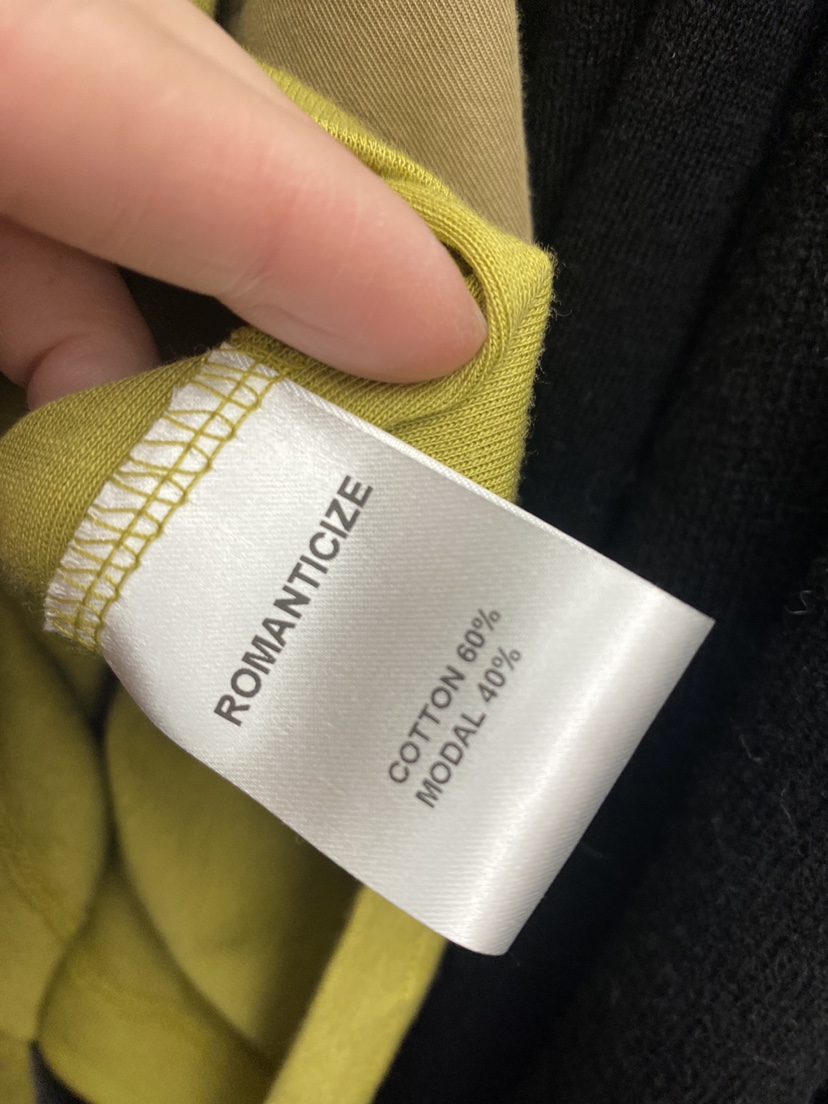 ROMANTICIZE
COTTON 60%
MODAL 40%